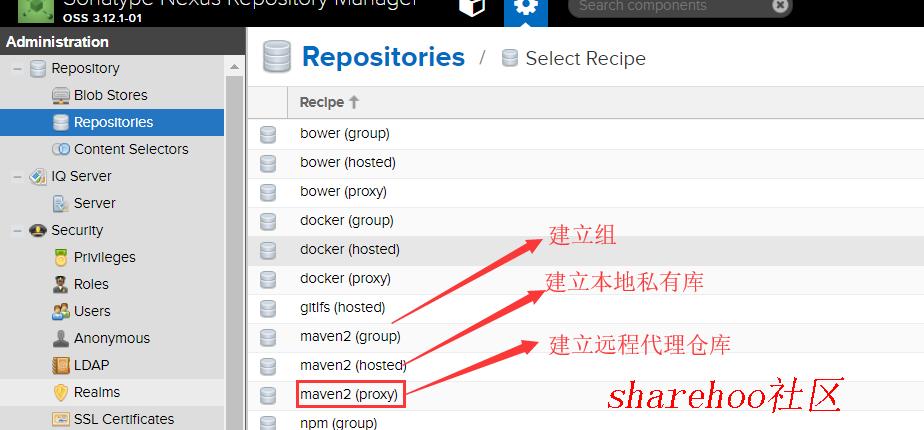 Sonatype Nexus Repository Manager
OSS 3.12.1-01
Search components
Administration
Repository
Blob Stores
Repositories
Content Selectors
IQ Server
Server
Security
Privileges
Roles
Users
Anonymous
LDAP
Realms
SSL Certificates
Repositories / Select Recipe
Recipe
bower (group)
bower (hosted)
bower (proxy)
docker (group)
docker (hosted)
docker (proxy)
gitlfs (hosted)
maven2 (group)
maven2 (hosted)
maven2 (proxy)
npm (group)
建立组
建立本地私有库
建立远程代理仓库
sharehoo社区